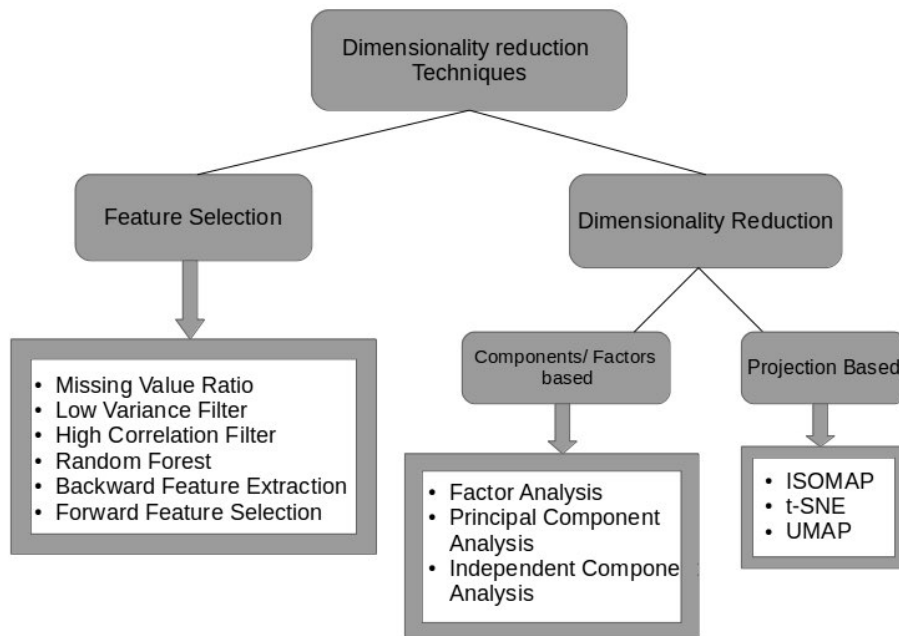 Dimensionality reduction
Techniques
Feature Selection
Dimensionality Reduction
Components/ Factors
based
Projection Based
• Missing Value Ratio
• Low Variance Filter
• High Correlation Filter
• Random Forest
• Backward Feature Extraction
• Forward Feature Selection
• Factor Analysis
• Principal Component
Analysis
• Independent Compone
Analysis
• ISOMAP
• t-SNE
• UMAP